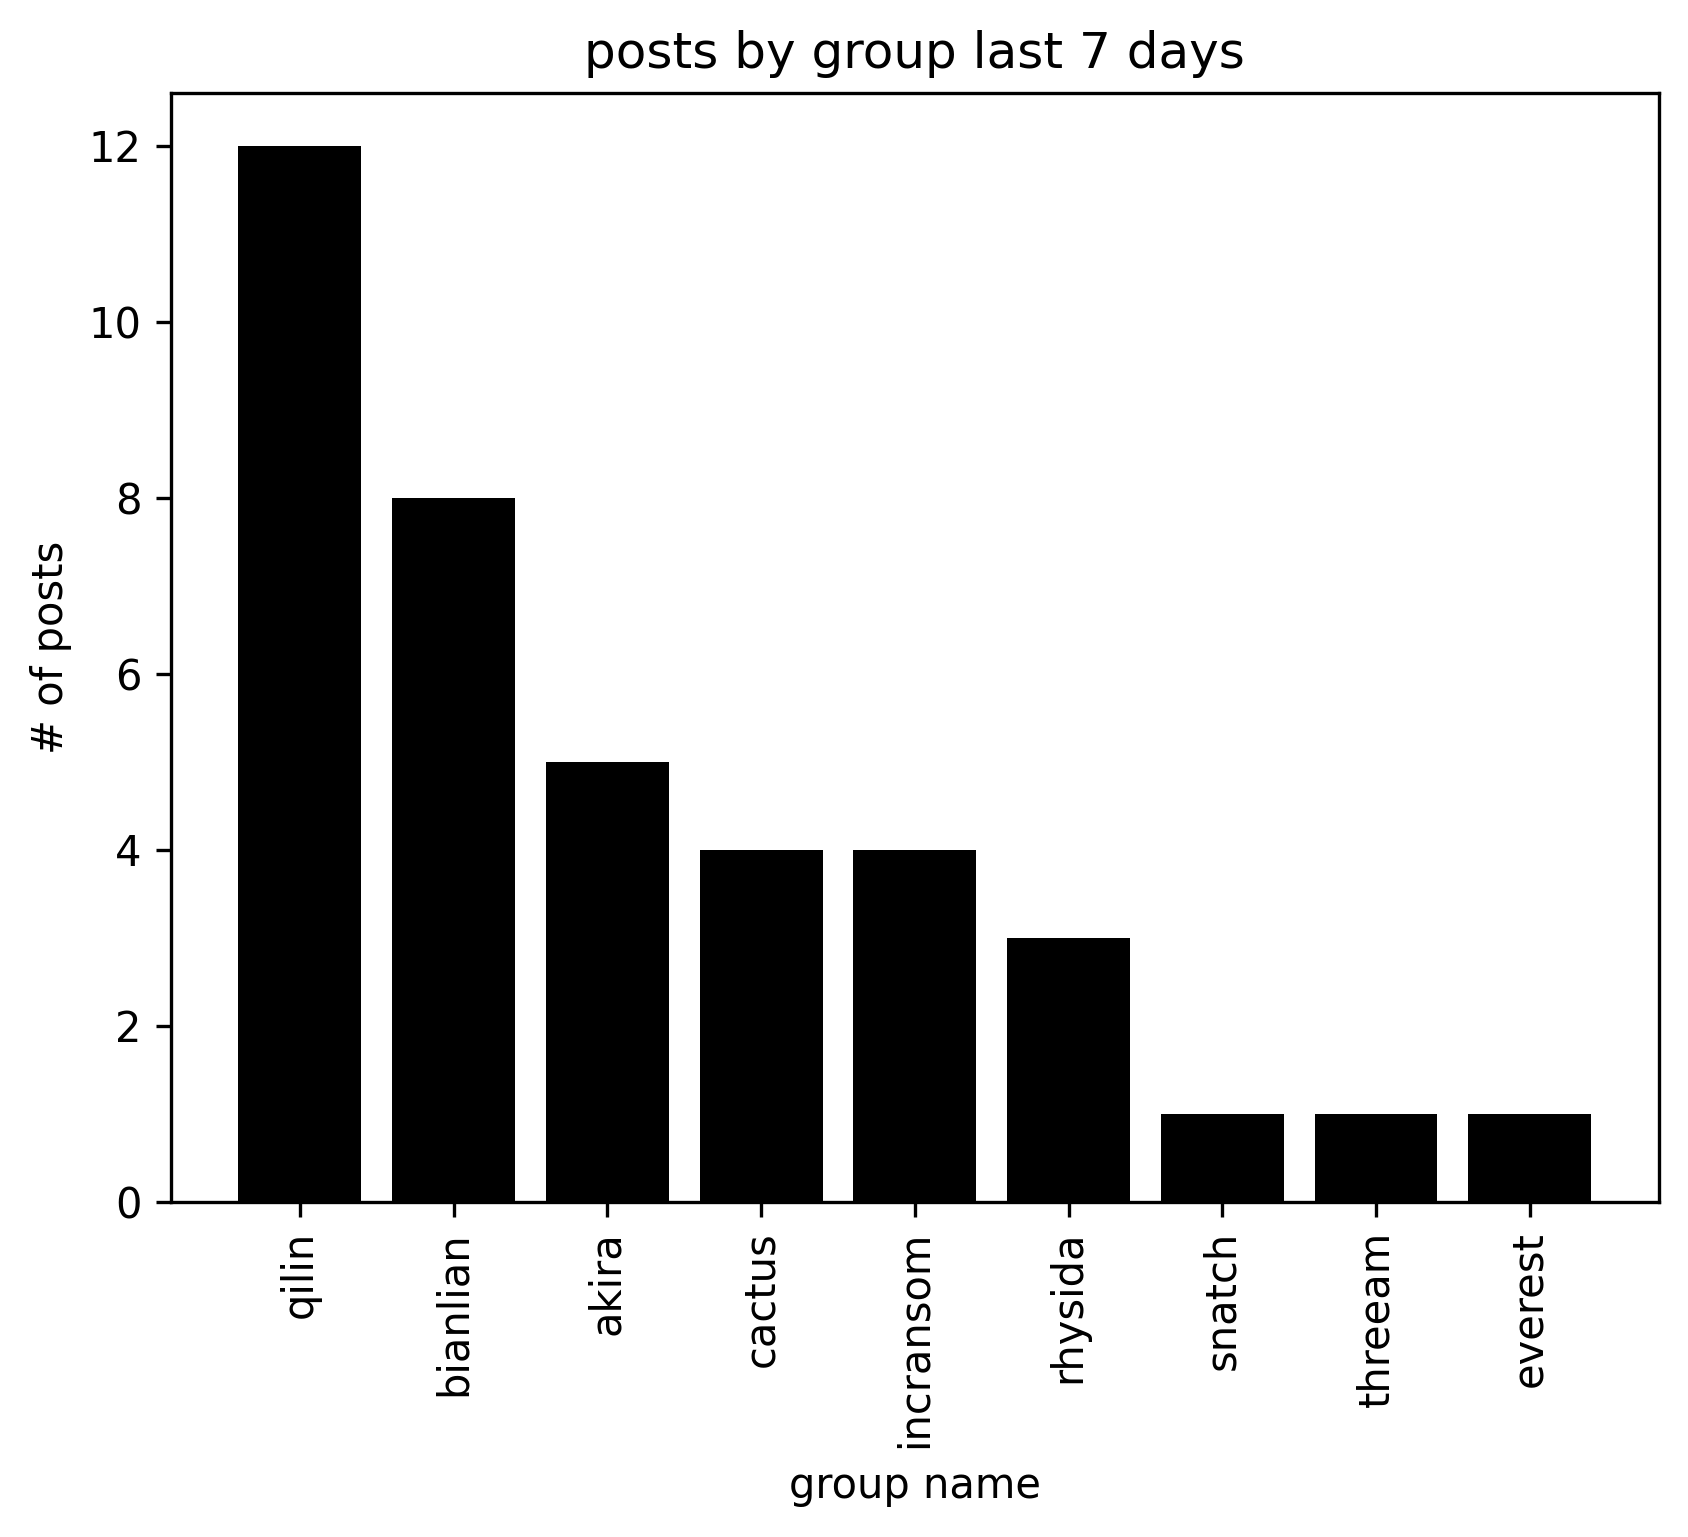 posts by group last 7 days
# of posts
12
10
8
6
4
2
0
qilin
bianlian
akira
cactus
incransom
rhysida
snatch
threeam
everest
group name